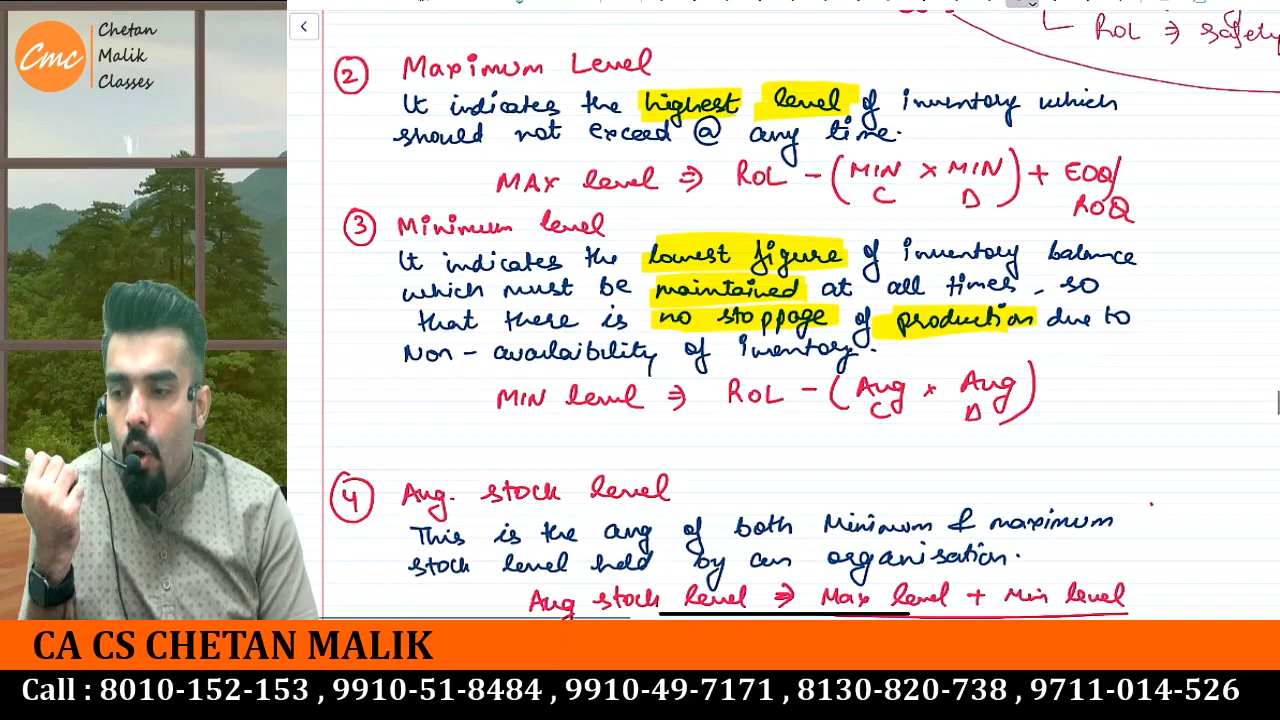 Cmc
Chetan
Malik
Classes
RoL ⇒ safety
② Maximum Level
It indicates the highest level of inventory which
should not exceed @ any time.
MAX level ⇒ RoL - (MIN C × MIN D) + EOQ/ROQ
③ Minimum level
It indicates the lowest figure of inventory balance
which must be maintained at all times, so
that there is no stoppage of production due to
Non-availaibility of inventory.
MIN level ⇒ RoL - (Avg C × Avg D)
④ Avg. stock level
This is the avg of both Minimum & maximum
stock level held by an organisation.
Avg stock level ⇒ Max level + Min level
CA CS CHETAN MALIK
Call : 8010-152-153 , 9910-51-8484 , 9910-49-7171 , 8130-820-738 , 9711-014-526